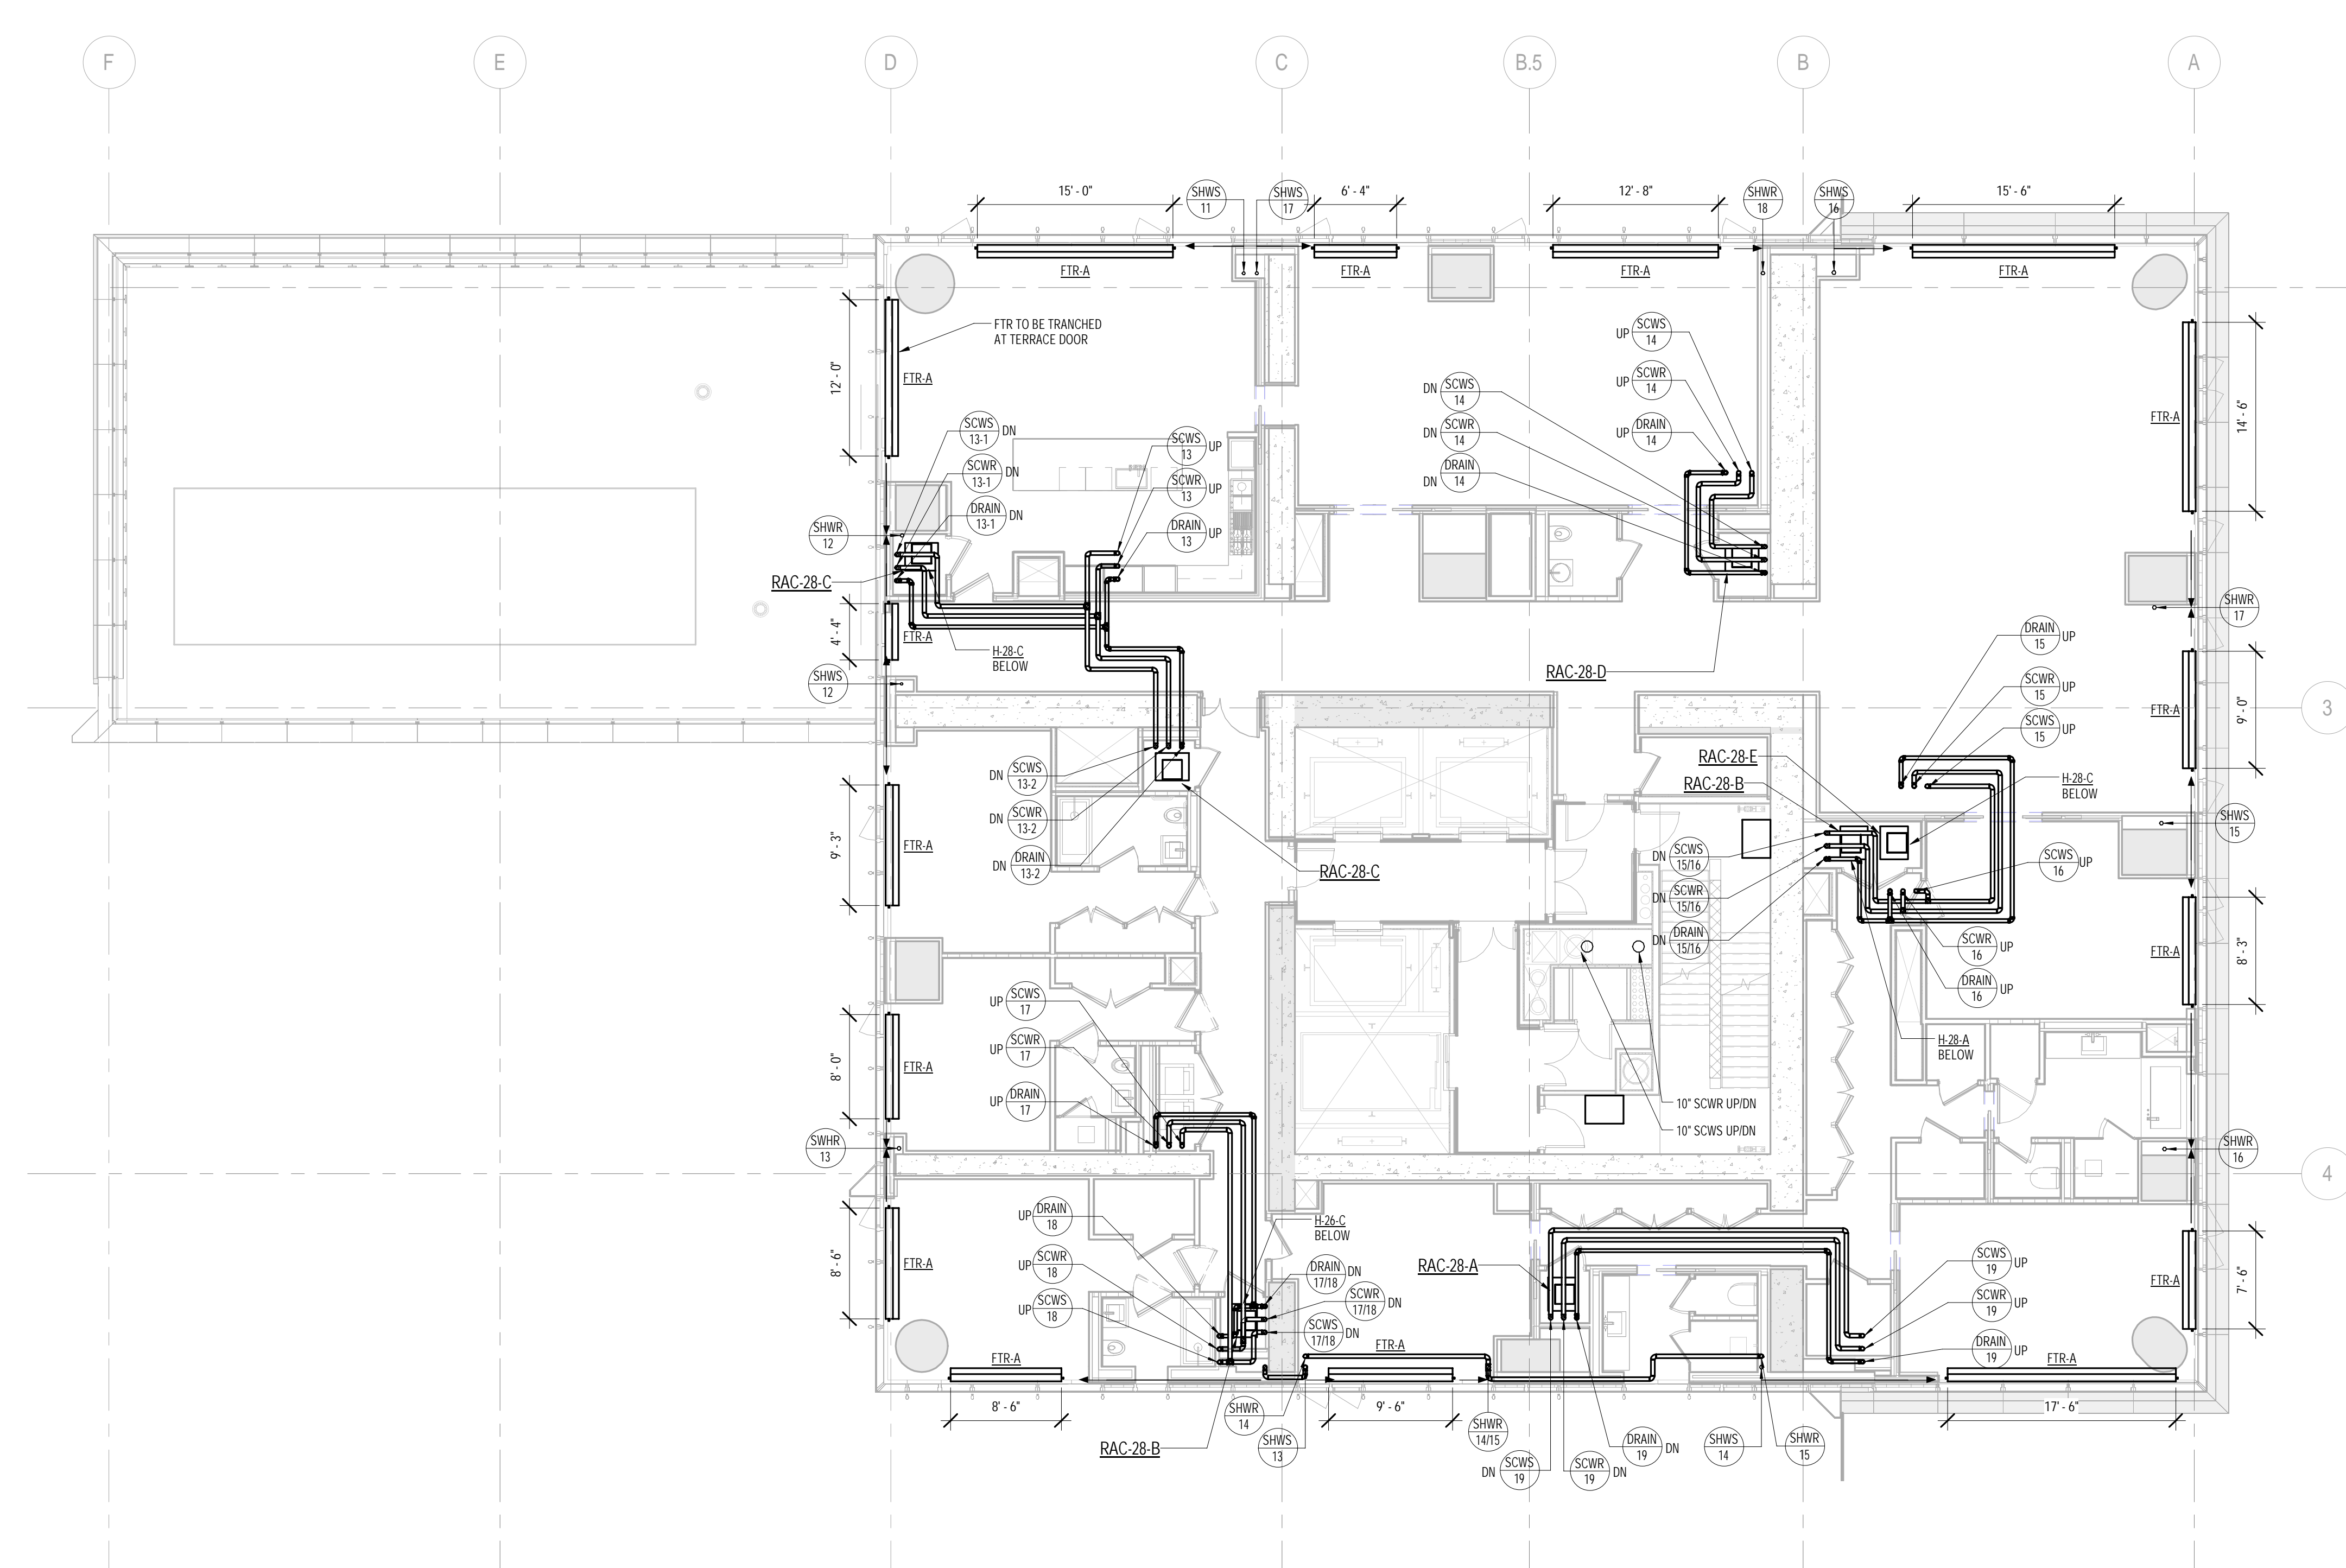 F
E
D
C
B.5
B
A
15' - 0"
SHWS
11
SHWS
17
6' - 4"
12' - 8"
SHWR
18
SHWS
16
15' - 6"
FTR-A
FTR-A
FTR-A
FTR-A
FTR TO BE TRANCHED
AT TERRACE DOOR
12' - 0"
FTR-A
UP SCWS
14
UP SCWR
14
DN SCWS
14
DN SCWR
14
UP DRAIN
14
DN DRAIN
14
FTR-A
14' - 6"
SCWS DN
13-1
SCWR DN
13-1
DRAIN DN
13-1
SCWS UP
13
SCWR UP
13
DRAIN UP
13
SHWR
12
RAC-28-C
4' - 4"
FTR-A
H-28-C
BELOW
SHWS
12
RAC-28-D
SHWR
17
DRAIN UP
15
SCWR UP
15
SCWS UP
15
FTR-A
9' - 0"
3
DN SCWS
13-2
DN SCWR
13-2
DN DRAIN
13-2
RAC-28-C
RAC-28-E
RAC-28-B
H-28-C
BELOW
SHWS
15
9' - 3"
FTR-A
DN SCWS
15/16
DN SCWR
15/16
DN DRAIN
15/16
SCWS UP
16
SCWR UP
16
DRAIN UP
16
FTR-A
8' - 3"
UP SCWS
17
UP SCWR
17
UP DRAIN
17
8' - 0"
FTR-A
H-28-A
BELOW
10" SCWR UP/DN
10" SCWS UP/DN
SWHR
13
SHWR
16
4
UP DRAIN
18
UP SCWR
18
UP SCWS
18
8' - 6"
FTR-A
H-26-C
BELOW
DRAIN DN
17/18
SCWR DN
17/18
SCWS DN
17/18
RAC-28-A
SCWS UP
19
SCWR UP
19
DRAIN UP
19
FTR-A
7' - 6"
FTR-A
FTR-A
FTR-A
8' - 6"
9' - 6"
17' - 6"
SHWR
14
SHWS
13
SHWR
14/15
RAC-28-B
DN SCWS
19
SCWR DN
19
DRAIN DN
19
SHWS
14
SHWR
15